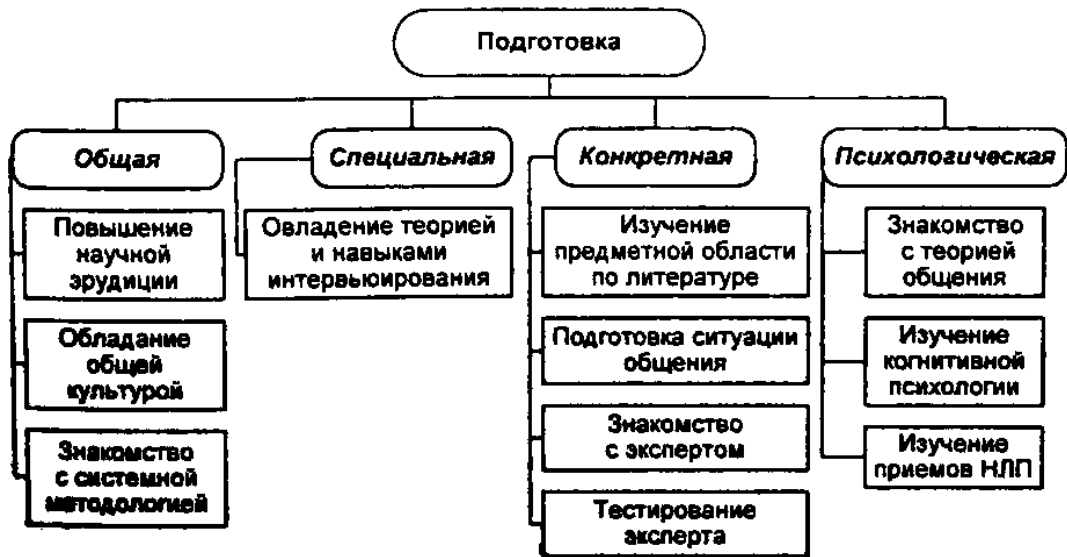 Подготовка
Общая
Повышение
научной
эрудиции
Обладание
общей
культурой
Знакомство
с системной
методологией
Специальная
Овладение теорией
и навыками
интервьюирования
Конкретная
Изучение
предметной области
по литературе
Подготовка ситуации
общения
Знакомство
с экспертом
Тестирование
эксперта
Психологическая
Знакомство
с теорией
общения
Изучение
когнитивной
психологии
Изучение
приемов НЛП